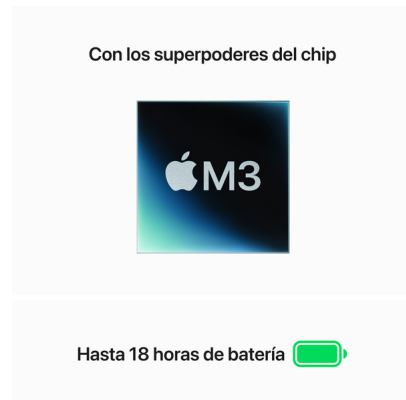 Con los superpoderes del chip
M3
Hasta 18 horas de batería